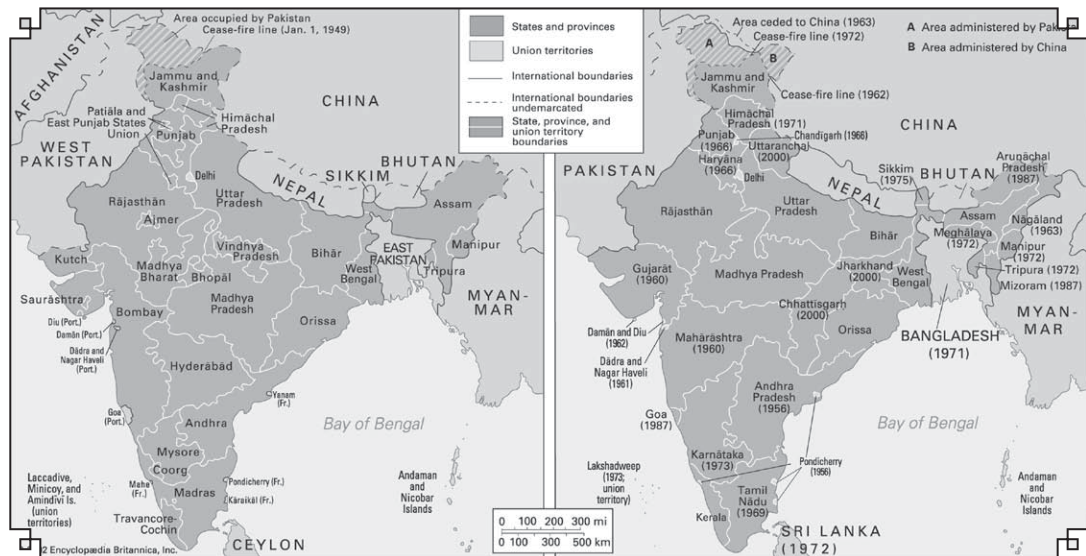 Area occupied by Pakistan
Cease-fire line (Jan. 1, 1949)
AFGHANISTAN
Jammu and
Kashmir
CHINA
Patiāla and
East Punjab States
Union
Punjab
Himāchal
Pradesh
WEST
PAKISTAN
Delhi
BHUTAN
SIKKIM
NEPAL
Rājasthān
Ajmer
Uttar
Pradesh
Assam
Vindhya
Pradesh
Bihār
EAST
PAKISTAN
Manipur
Kutch
Madhya
Bharat
Bhopāl
West
Bengal
Tripura
Saurāshtra
Madhya
Pradesh
MYAN-
MAR
Bombay
Diu (Port.)
Damān (Port.)
Orissa
Dādra and
Nagar Haveli
(Port.)
Hyderābād
Yanam
(Fr.)
Goa
(Port.)
Andhra
Bay of Bengal
Mysore
Coorg
Laccadive,
Minicoy, and
Amindivi Is.
(union
territories)
Mahe
(Fr.)
Madras
Pondicherry (Fr.)
Kāraikāl (Fr.)
Andaman
and
Nicobar
Islands
Travancore-
Cochin
CEYLON
2 Encyclopædia Britannica, Inc.
States and provinces
Union territories
International boundaries
International boundaries
undemarcated
State, province, and
union territory
boundaries
0 100 200 300 mi
0 300 500 km
Area ceded to China (1963)
Cease-fire line
(1972)
A Area administered by Pakis
B Area administered by China
A
B
Jammu and
Kashmir
Cease-fire line (1962)
Himāchal
Pradesh (1971)
CHINA
Punjab
(1966)
Chandīgarh (1966)
Uttaranchal
(2000)
Haryāna
(1966)
PAKISTAN
Delhi
Sikkim
(1975)
BHUTAN
Arunāchal
Pradesh
(1987)
NEPAL
Rājasthān
Uttar
Pradesh
Assam
Nāgāland
(1963)
Meghālaya
(1972)
Bihār
Manipur
(1972)
Gujarāt
(1960)
Madhya Pradesh
Jharkhand
(2000)
West
Bengal
Tripura (1972)
Mizoram (1987)
Chhattīsgarh
(2000)
MYAN-
MAR
Damān and Diu
(1962)
Mahārāshtra
(1960)
Orissa
BANGLADESH
(1971)
Dādra and
Nagar Haveli
(1961)
Andhra
Pradesh
(1956)
Goa
(1987)
Bay of Bengal
Karnātaka
(1973)
Pondicherry
(1956)
Lakshadweep
(1973;
union
territory)
Tamil
Nādu
(1969)
Kerala
Andaman
and
Nicobar
Islands
SRI LANKA
(1972)